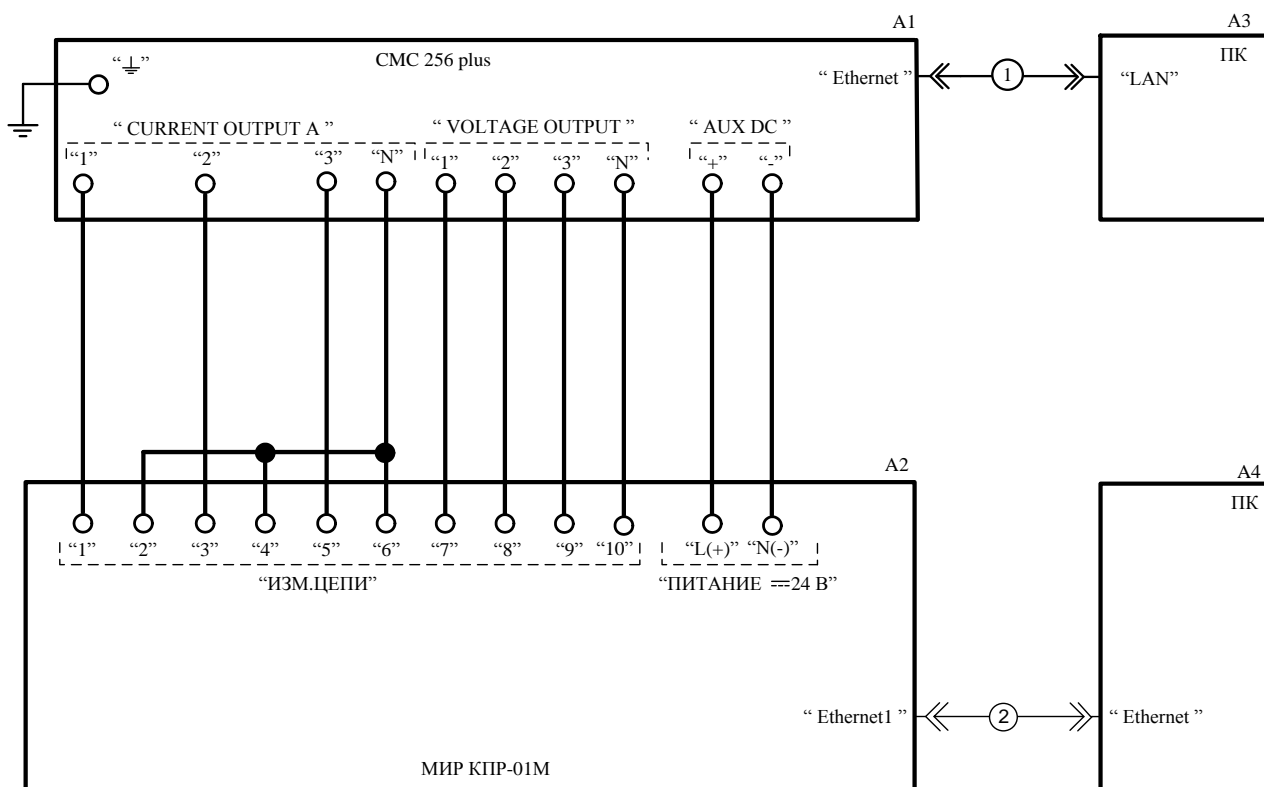 A1
A3
“ ⏚ ”
CMC 256 plus
ПК
“ Ethernet ”
1
“LAN”
“ CURRENT OUTPUT A ”
“ VOLTAGE OUTPUT ”
“ AUX DC ”
“1” “2” “3” “N” “1” “2” “3” “N” “+” “-”
A2
A4
ПК
“1” “2” “3” “4” “5” “6” “7” “8” “9” “10” “L(+)” “N(-)”
“ИЗМ.ЦЕПИ”
“ПИТАНИЕ ⎓24 В”
“ Ethernet1 ”
2
“ Ethernet ”
МИР КПР-01М